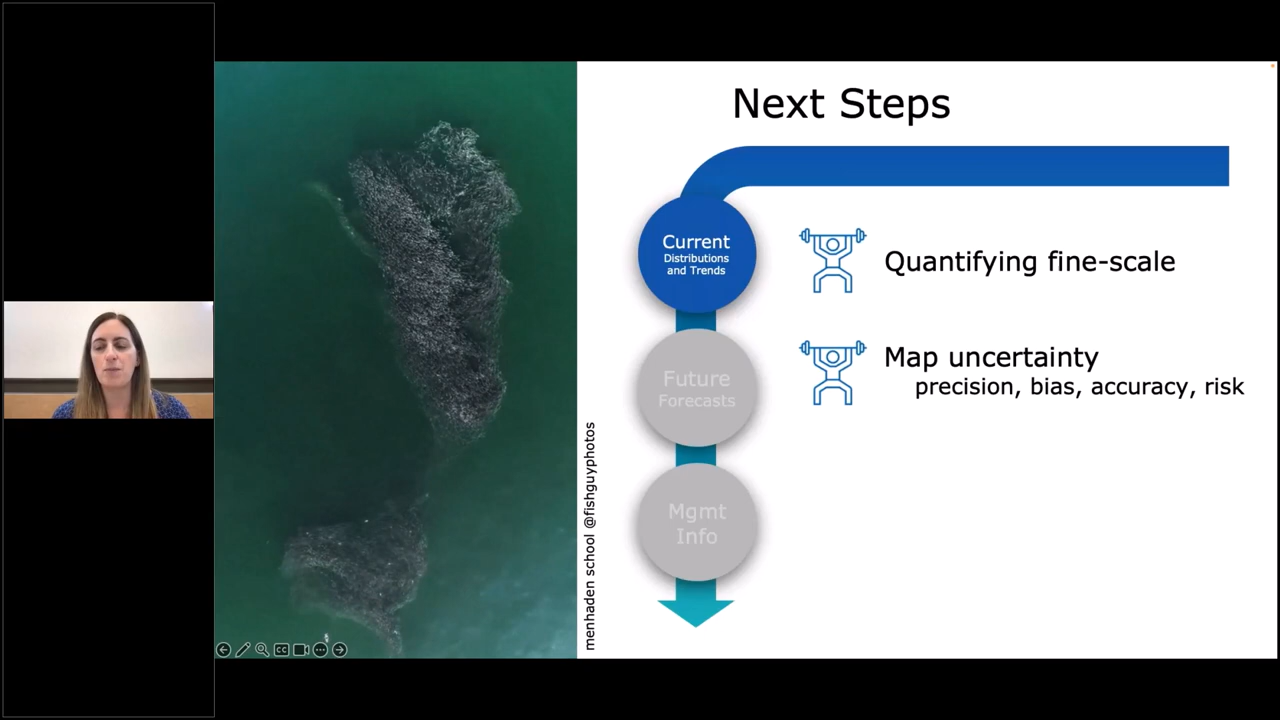 Next Steps
Current
Distributions
and Trends
Quantifying fine-scale
Future
Forecasts
Map uncertainty
precision, bias, accuracy, risk
Mgmt
Info
menhaden school @fishguyphotos
CC